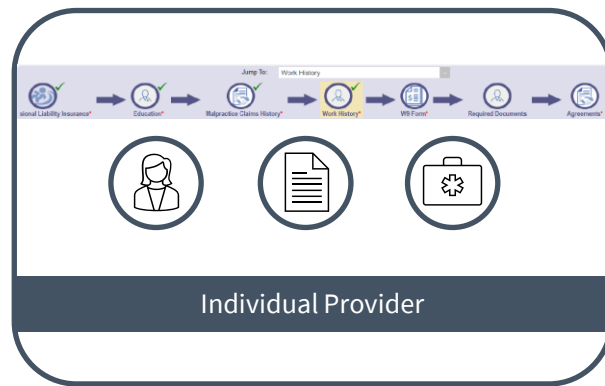 Jump To: Work History
sional Liability Insurance* Education* Malpractice Claims History* Work History* W9 Form* Required Documents Agreements*
Individual Provider